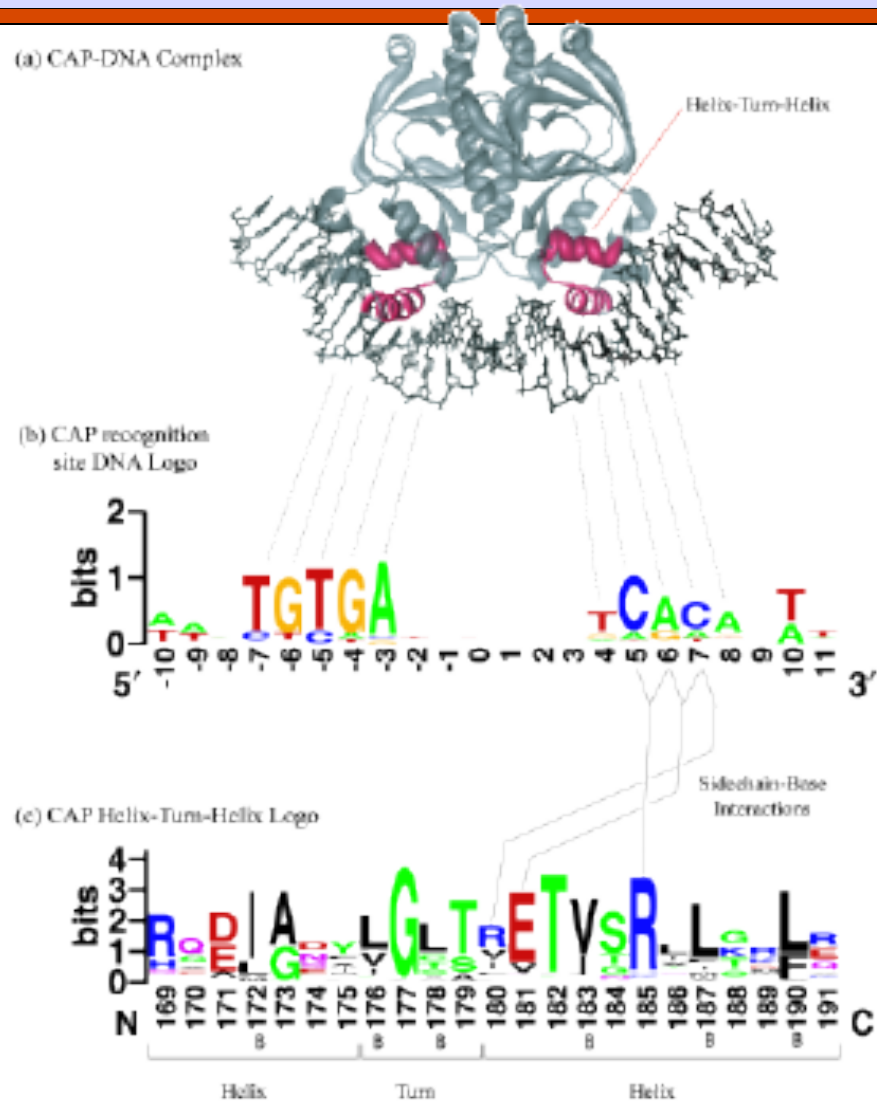 (a) CAP-DNA Complex
Helix-Turn-Helix
(b) CAP recognition
site DNA Logo
2
1
0
bits
TGTGA
T C A C A
T
A
-10 -9 -8 -7 -6 -5 -4 -3 -2 -1 0 1 2 3 4 5 6 7 8 9 10 11
5′ 3′
Sidechain-Base
Interactions
(c) CAP Helix-Turn-Helix Logo
4
3
2
1
0
bits
R Q D I A L G L T R E T V S R L G L R
N 169 170 171 172 173 174 175 176 177 178 179 180 181 182 183 184 185 186 187 188 189 190 191 C
Helix Turn Helix